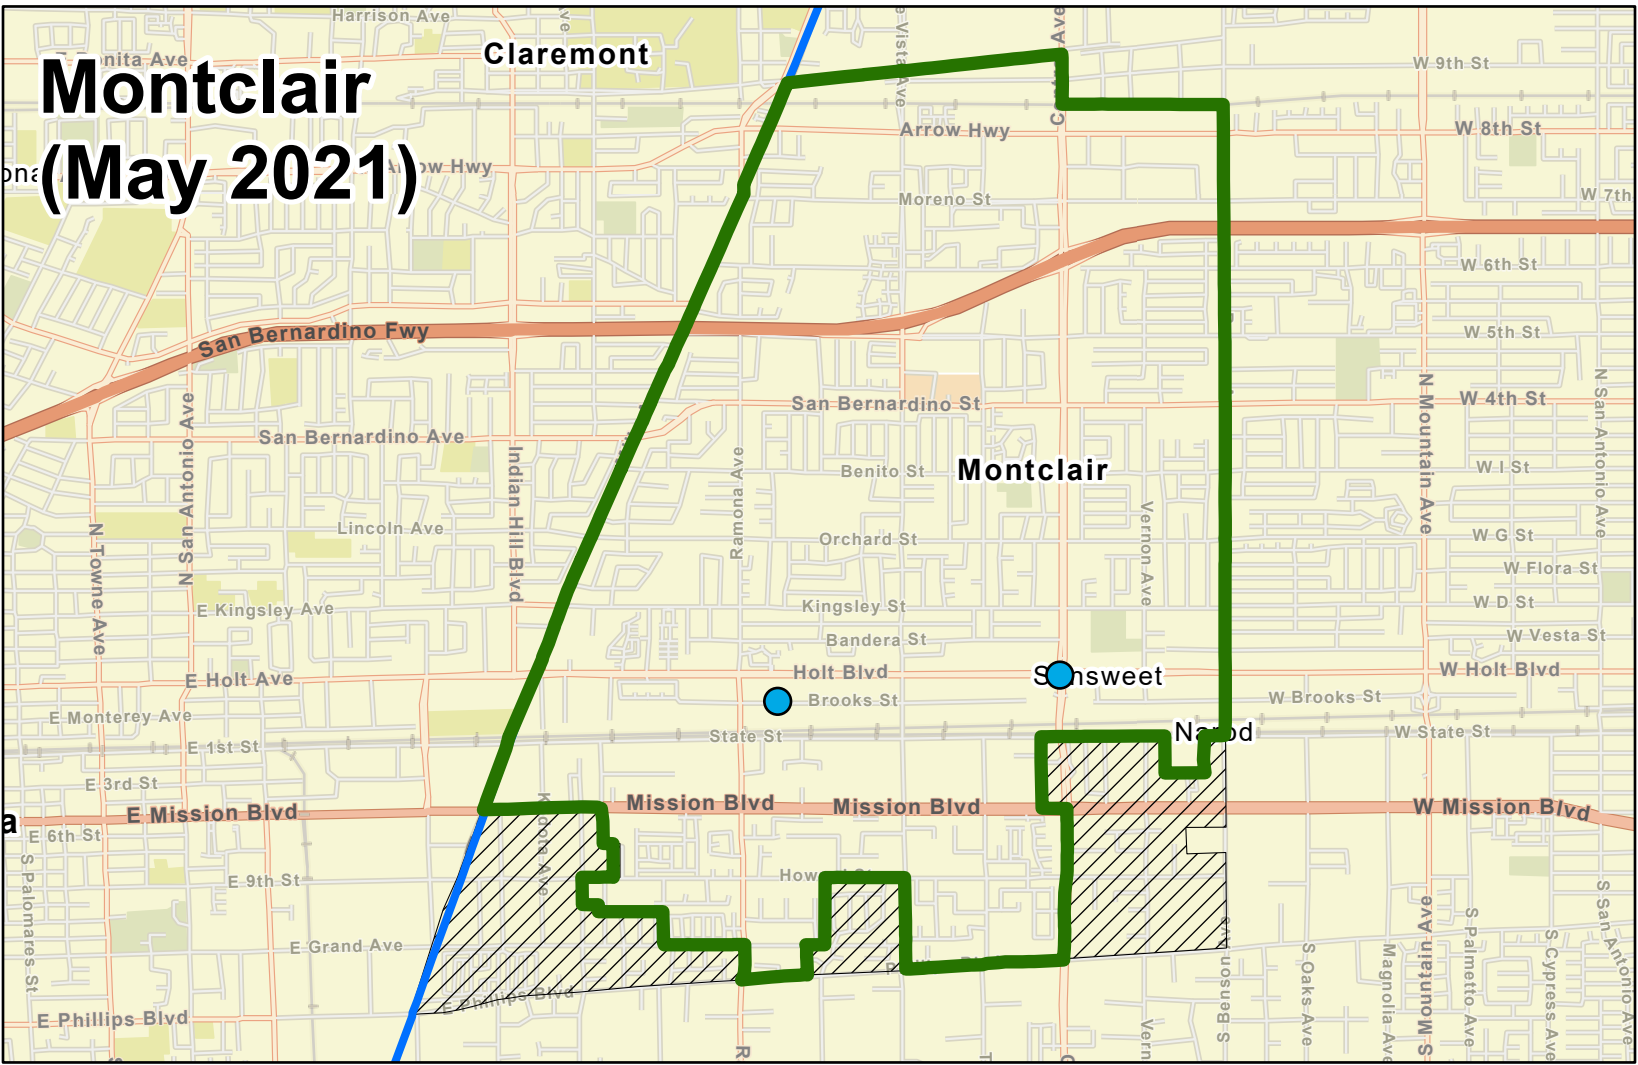 Harrison Ave
Claremont
Montclair
(May 2021)
W 9th St
Arrow Hwy
W 8th St
Moreno St
W 7th
W 6th St
San Bernardino Fwy
W 5th St
San Bernardino St
W 4th St
San Bernardino Ave
N San Antonio Ave
Indian Hill Blvd
Ramona Ave
Benito St
Montclair
N Mountain Ave
N San Antonio Ave
W I St
Lincoln Ave
N Towne Ave
Orchard St
Vernon Ave
W G St
W Flora St
E Kingsley Ave
Kingsley St
W D St
Bandera St
W Vesta St
E Holt Ave
Holt Blvd
W Holt Blvd
Brooks St
W Brooks St
E Monterey Ave
E 1st St
State St
W State St
E 3rd St
E Mission Blvd
Mission Blvd
Mission Blvd
W Mission Blvd
a
E 6th St
S Palomares St
E 9th St
E Grand Ave
S Benson Ave
S Oaks Ave
Magnolia Ave
S Mountain Ave
S Palmetto Ave
S Cypress Ave
S San Antonio Ave
E Phillips Blvd
E Phillips Blvd
Vern
R